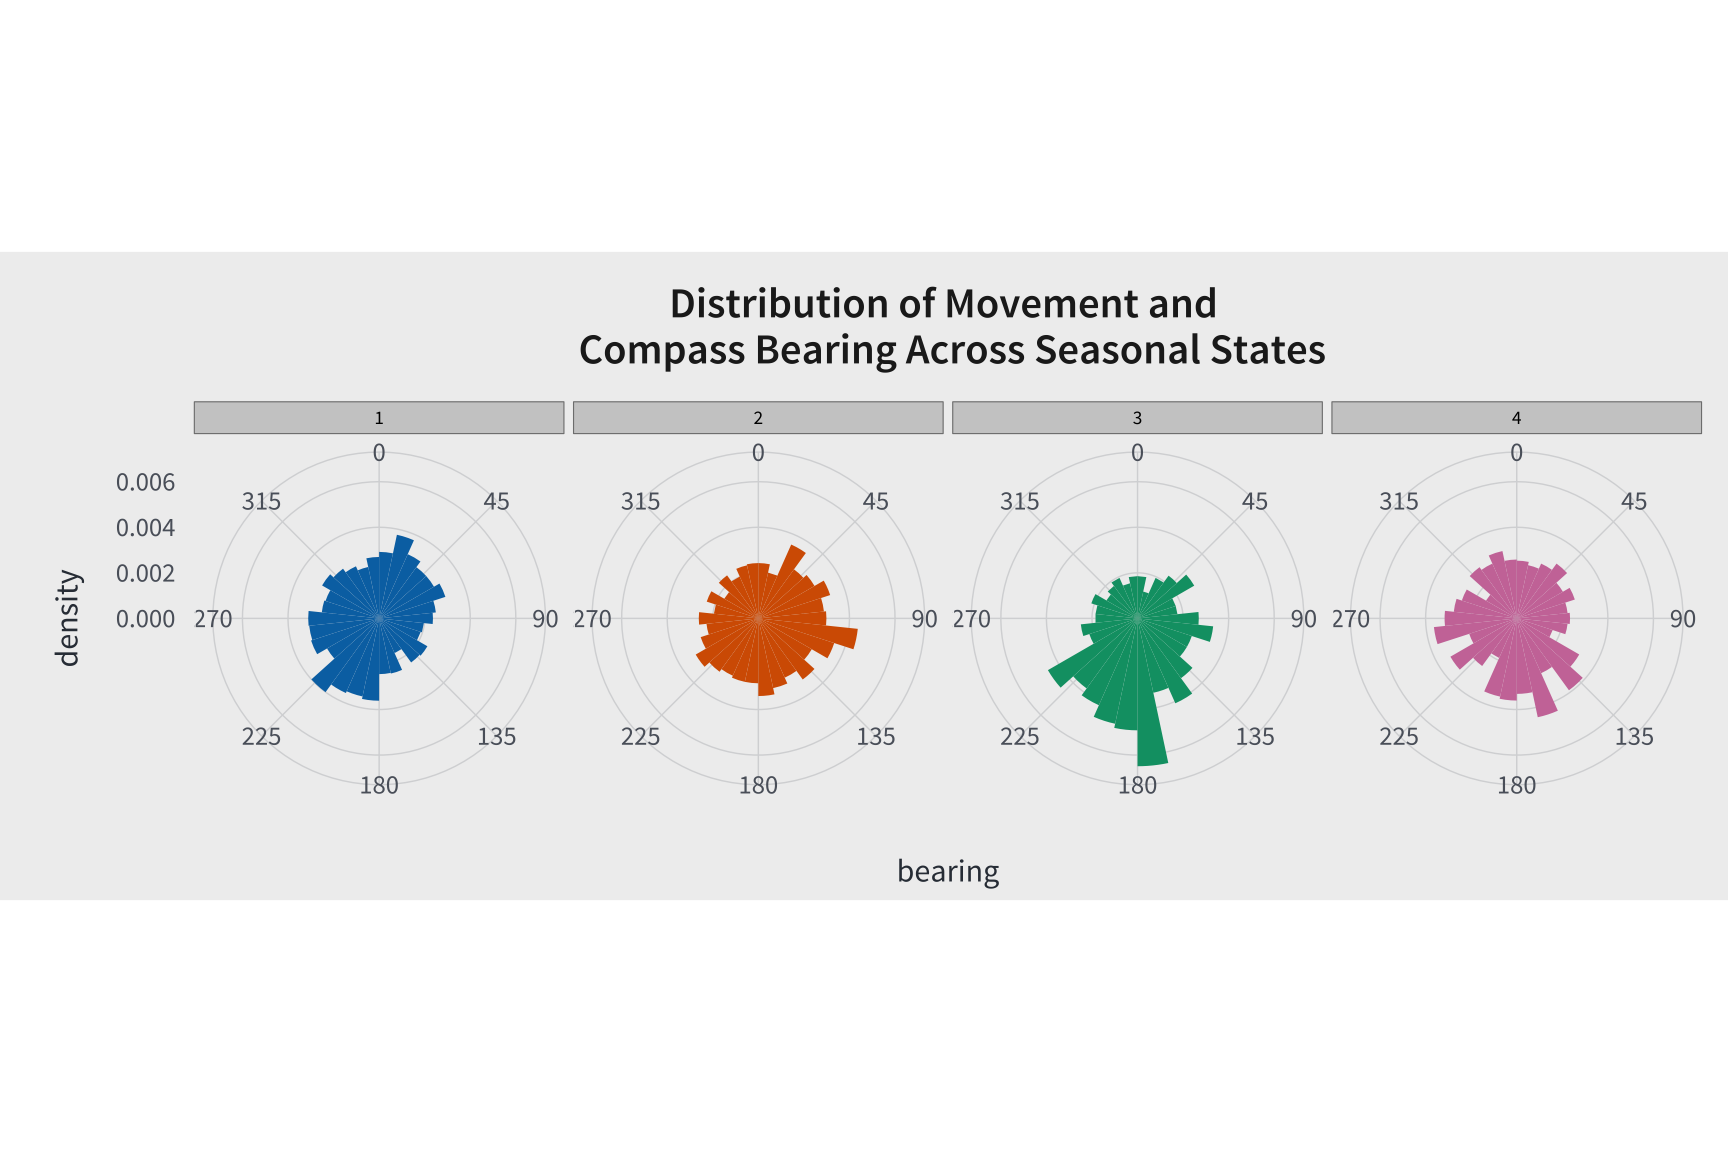 Distribution of Movement and
Compass Bearing Across Seasonal States
1 2 3 4
0 0 0 0
0.006
315 45 315 45 315 45 315 45
0.004
0.002
0.000 270 90 270 90 270 90 270 90
density
225 135 225 135 225 135 225 135
180 180 180 180
bearing